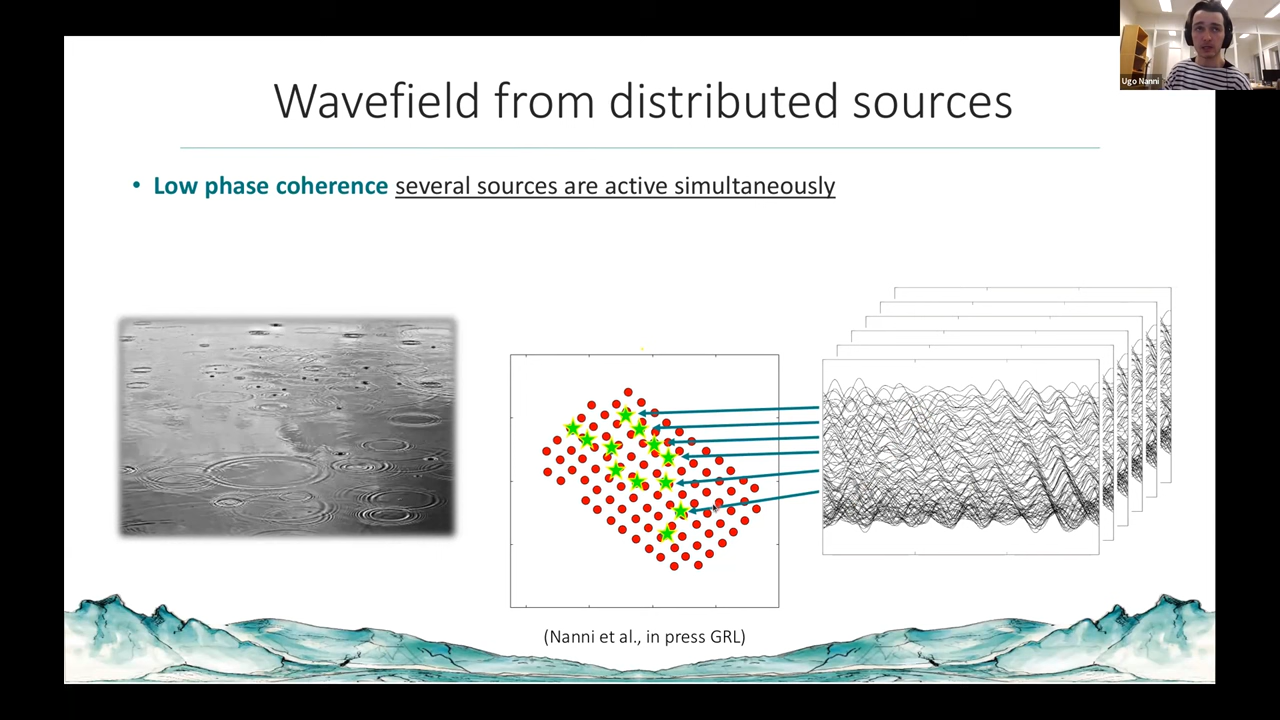 Ugo Nanni
Wavefield from distributed sources
• Low phase coherence several sources are active simultaneously
(Nanni et al., in press GRL)